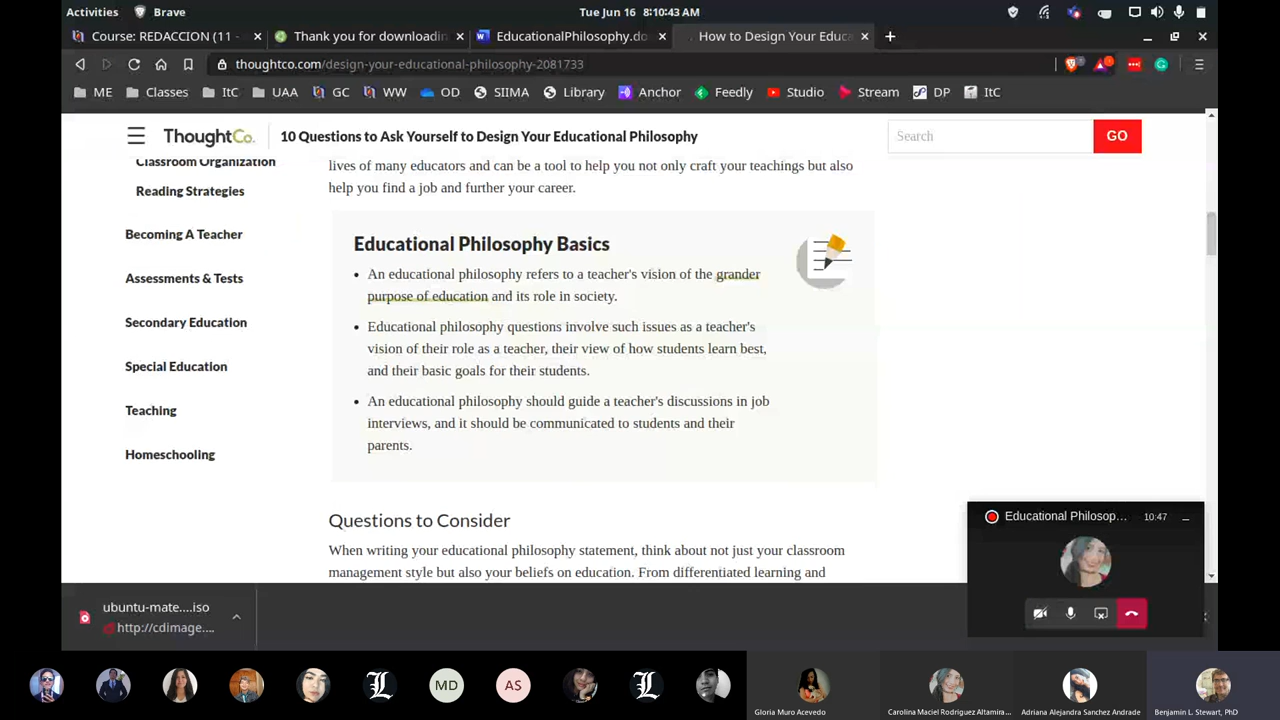 Activities Brave Tue Jun 16 8:10:43 AM
Course: REDACCION (11 - Thank you for downloadin EducationalPhilosophy.do How to Design Your Educa
thoughtco.com/design-your-educational-philosophy-2081733
ME Classes ItC UAA GC WW OD SIIMA Library Anchor Feedly Studio Stream DP ItC
ThoughtCo. 10 Questions to Ask Yourself to Design Your Educational Philosophy Search GO
Classroom Organization
Reading Strategies
Becoming A Teacher
Assessments & Tests
Secondary Education
Special Education
Teaching
Homeschooling
lives of many educators and can be a tool to help you not only craft your teachings but also
help you find a job and further your career.
Educational Philosophy Basics
• An educational philosophy refers to a teacher's vision of the grander
purpose of education and its role in society.
• Educational philosophy questions involve such issues as a teacher's
vision of their role as a teacher, their view of how students learn best,
and their basic goals for their students.
• An educational philosophy should guide a teacher's discussions in job
interviews, and it should be communicated to students and their
parents.
Questions to Consider
When writing your educational philosophy statement, think about not just your classroom
management style but also your beliefs on education. From differentiated learning and
Educational Philosop... 10:47
ubuntu-mate....iso
http://cdimage....
L MD AS L
Gloria Muro Acevedo Carolina Maciel Rodriguez Altamira... Adriana Alejandra Sanchez Andrade Benjamin L. Stewart, PhD